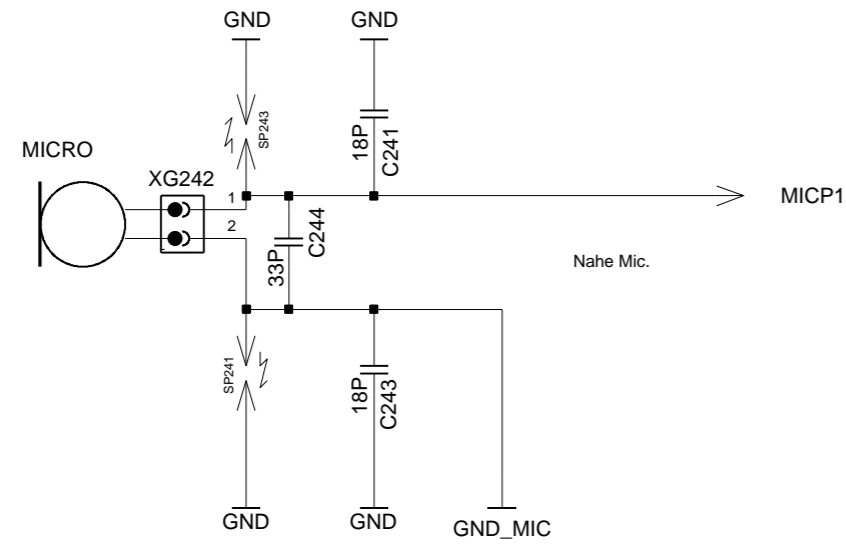 GND
GND
SP243
18P
C241
MICRO
XG242
1
MICP1
2
33P
C244
Nahe Mic.
SP241
18P
C243
GND
GND
GND_MIC